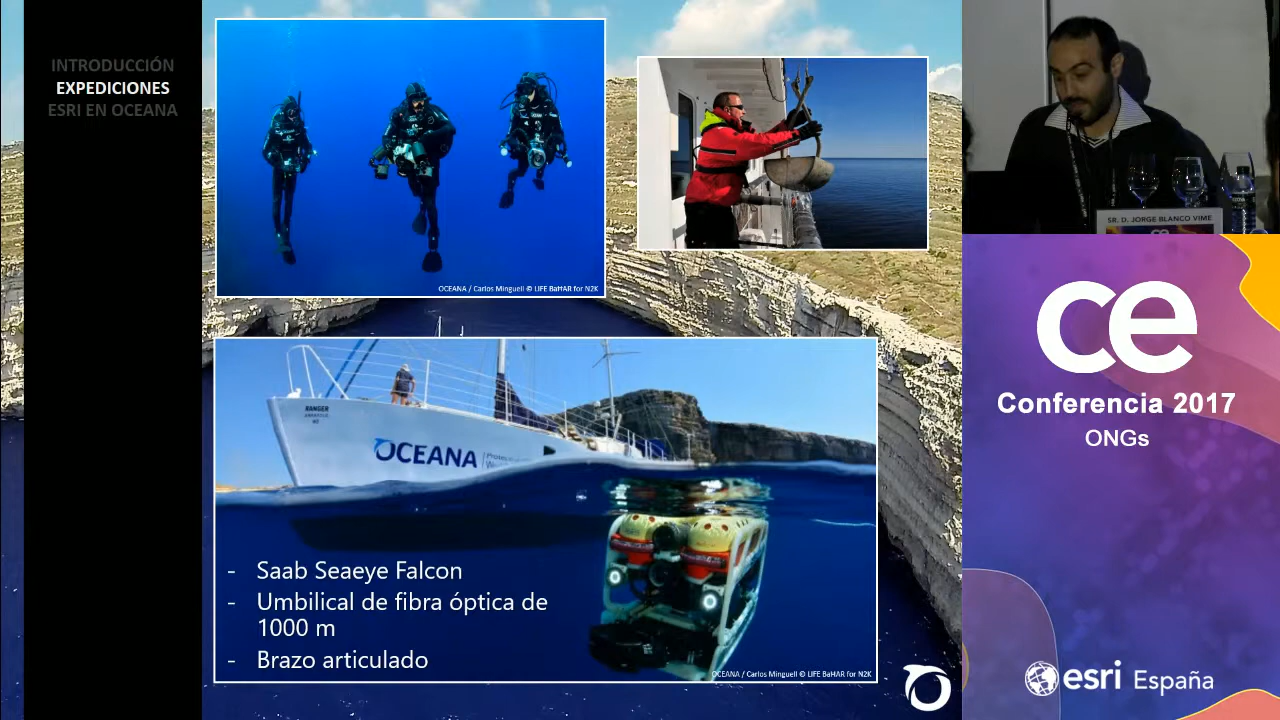 INTRODUCCIÓN
EXPEDICIONES
ESRI EN OCEANA
OCEANA / Carlos Minguell © LIFE BaHAR for N2K
RANGER
OCEANA
- Saab Seaeye Falcon
- Umbilical de fibra óptica de
1000 m
- Brazo articulado
OCEANA / Carlos Minguell © LIFE BaHAR for N2K
SR. D. JORGE BLANCO VIME
ce
ce
Conferencia 2017
ONGs
esri España